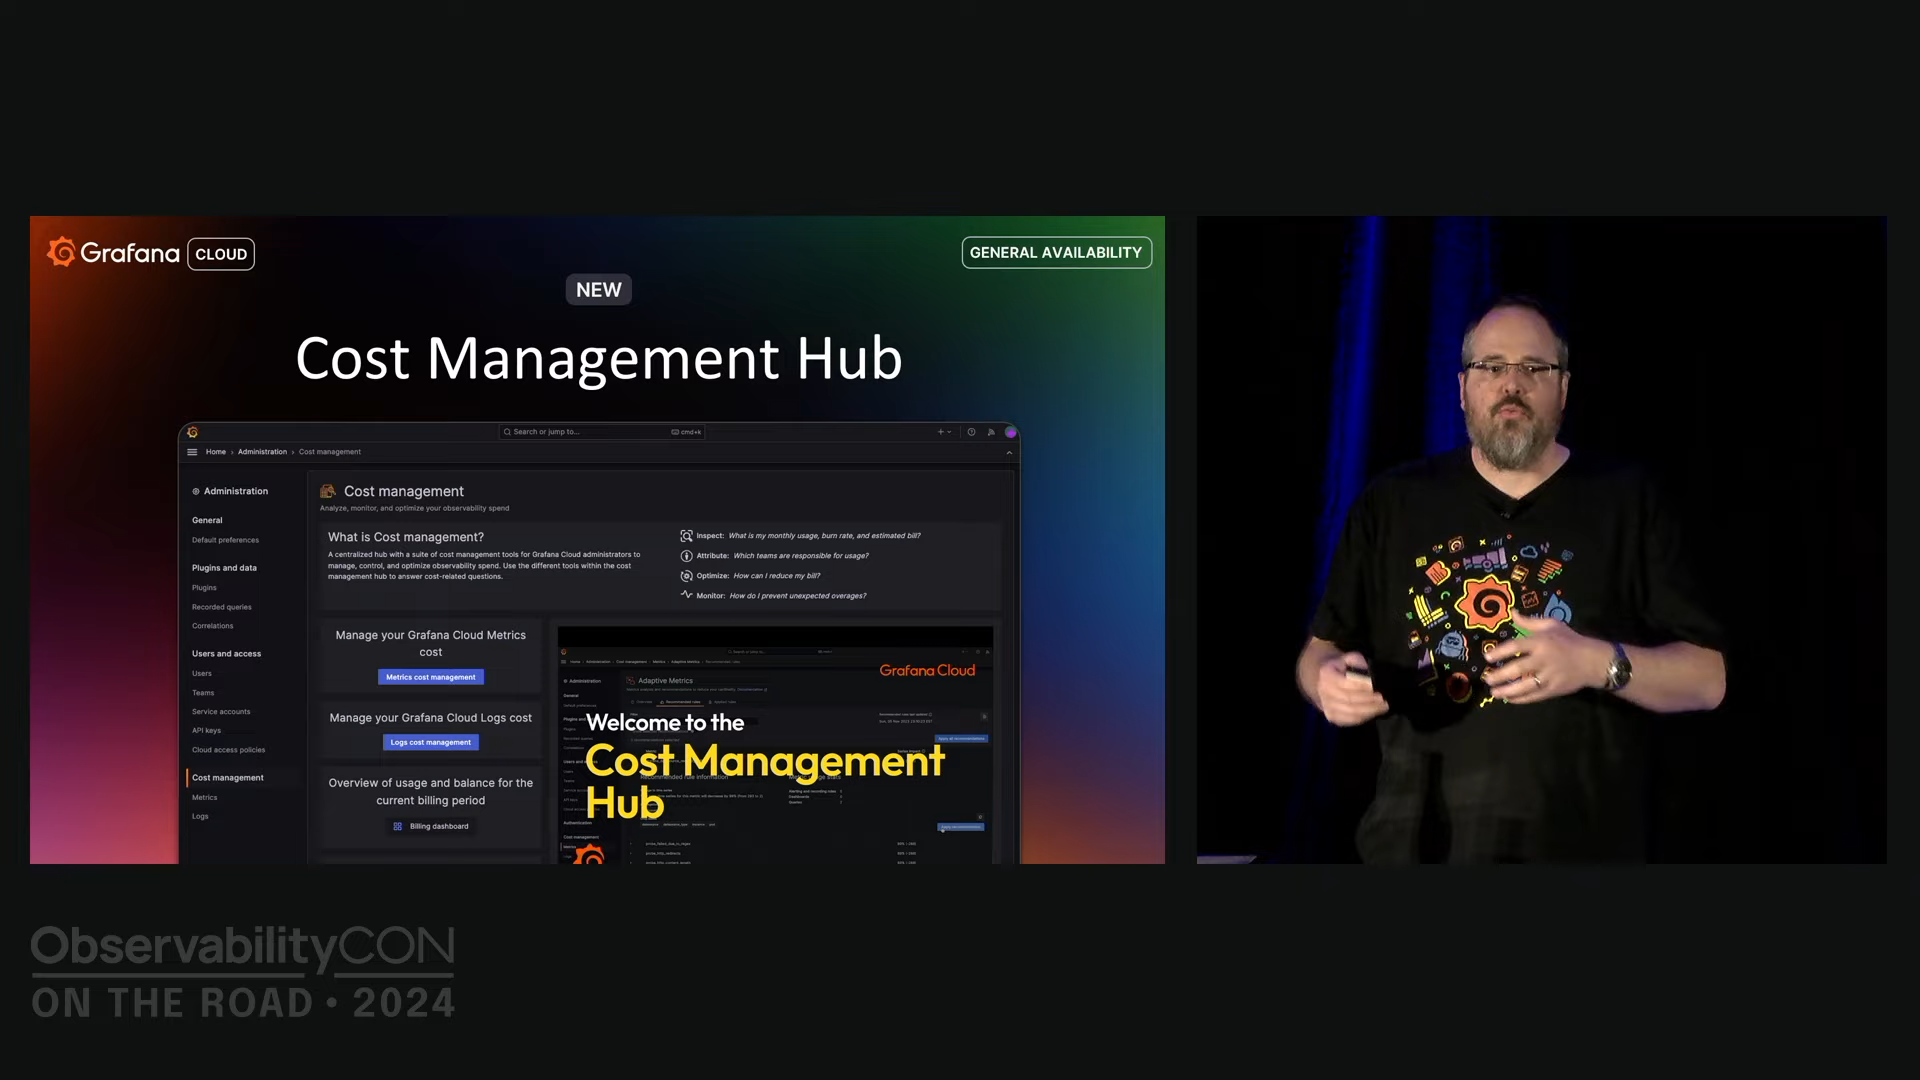 Grafana CLOUD
GENERAL AVAILABILITY
NEW
Cost Management Hub
Search or jump to...
cmd+k
Home › Administration › Cost management
Administration
General
Default preferences
Plugins and data
Plugins
Recorded queries
Correlations
Users and access
Users
Teams
Service accounts
API keys
Cloud access policies
Cost management
Metrics
Logs
Cost management
Analyze, monitor, and optimize your observability spend
What is Cost management?
A centralized hub with a suite of cost management tools for Grafana Cloud administrators to
manage, control, and optimize observability spend. Use the different tools within the cost
management hub to answer cost-related questions.
Inspect: What is my monthly usage, burn rate, and estimated bill?
Attribute: Which teams are responsible for usage?
Optimize: How can I reduce my bill?
Monitor: How do I prevent unexpected overages?
Manage your Grafana Cloud Metrics
cost
Metrics cost management
Manage your Grafana Cloud Logs cost
Logs cost management
Overview of usage and balance for the
current billing period
Billing dashboard
Grafana Cloud
Administration
Adaptive Metrics
Welcome to the
Cost Management
Hub
ObservabilityCON
ON THE ROAD • 2024